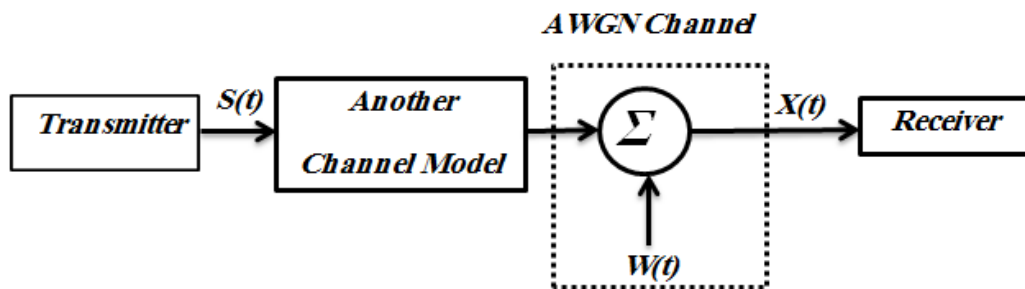 AWGN Channel
Transmitter
S(t)
Another
Channel Model
Σ
X(t)
Receiver
W(t)